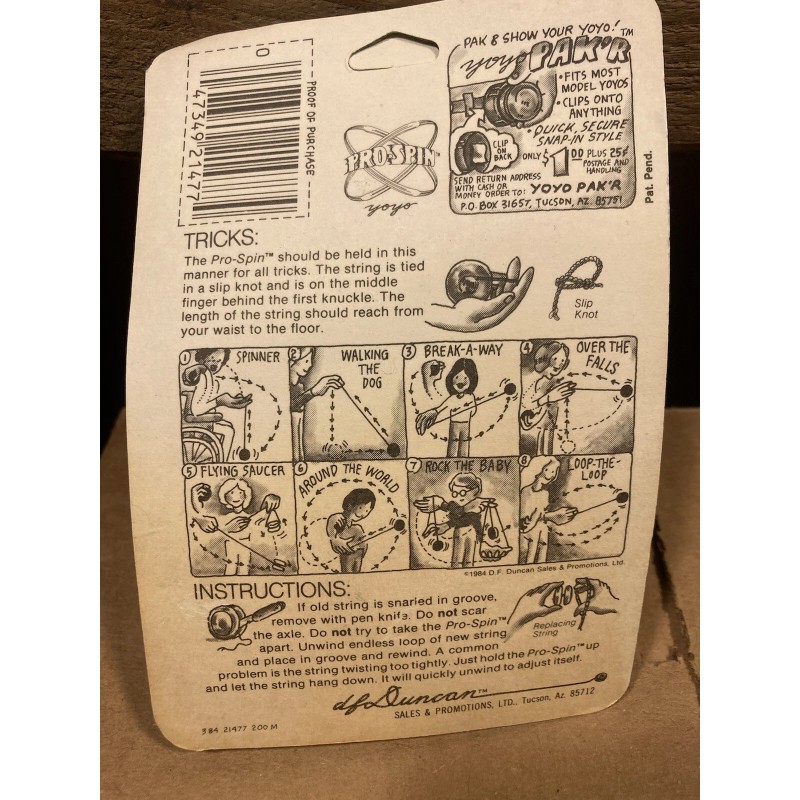 PROOF OF PURCHASE
0
47349 21477
PRO-SPIN™
yoyo
PAK & SHOW YOUR YOYO!
yoyo PAK'R™
• FITS MOST
MODEL YOYOS
• CLIPS ONTO
ANYTHING
• QUICK, SECURE
SNAP-IN STYLE
CLIP
ON
BACK
ONLY $1.00 PLUS 25¢
POSTAGE AND
HANDLING
SEND RETURN ADDRESS
WITH CASH OR
MONEY ORDER TO: YOYO PAK'R
P.O. BOX 31657, TUCSON, AZ. 85751
Pat. Pend.
TRICKS:
The Pro-Spin™ should be held in this
manner for all tricks. The string is tied
in a slip knot and is on the middle
finger behind the first knuckle. The
length of the string should reach from
your waist to the floor.
Slip
Knot
1 SPINNER
2 WALKING
THE
DOG
3 BREAK-A-WAY
4 OVER THE
FALLS
5 FLYING SAUCER
6 AROUND THE WORLD
7 ROCK THE BABY
8 LOOP-THE-
LOOP
©1984 D.F. Duncan Sales & Promotions, Ltd.
INSTRUCTIONS:
If old string is snarled in groove,
remove with pen knife. Do not scar
the axle. Do not try to take the Pro-Spin™
apart. Unwind endless loop of new string
and place in groove and rewind. A common
problem is the string twisting too tightly. Just hold the Pro-Spin™ up
and let the string hang down. It will quickly unwind to adjust itself.
Replacing
String
df Duncan™
SALES & PROMOTIONS, LTD., Tucson, Az. 85712
384 21477 200 M